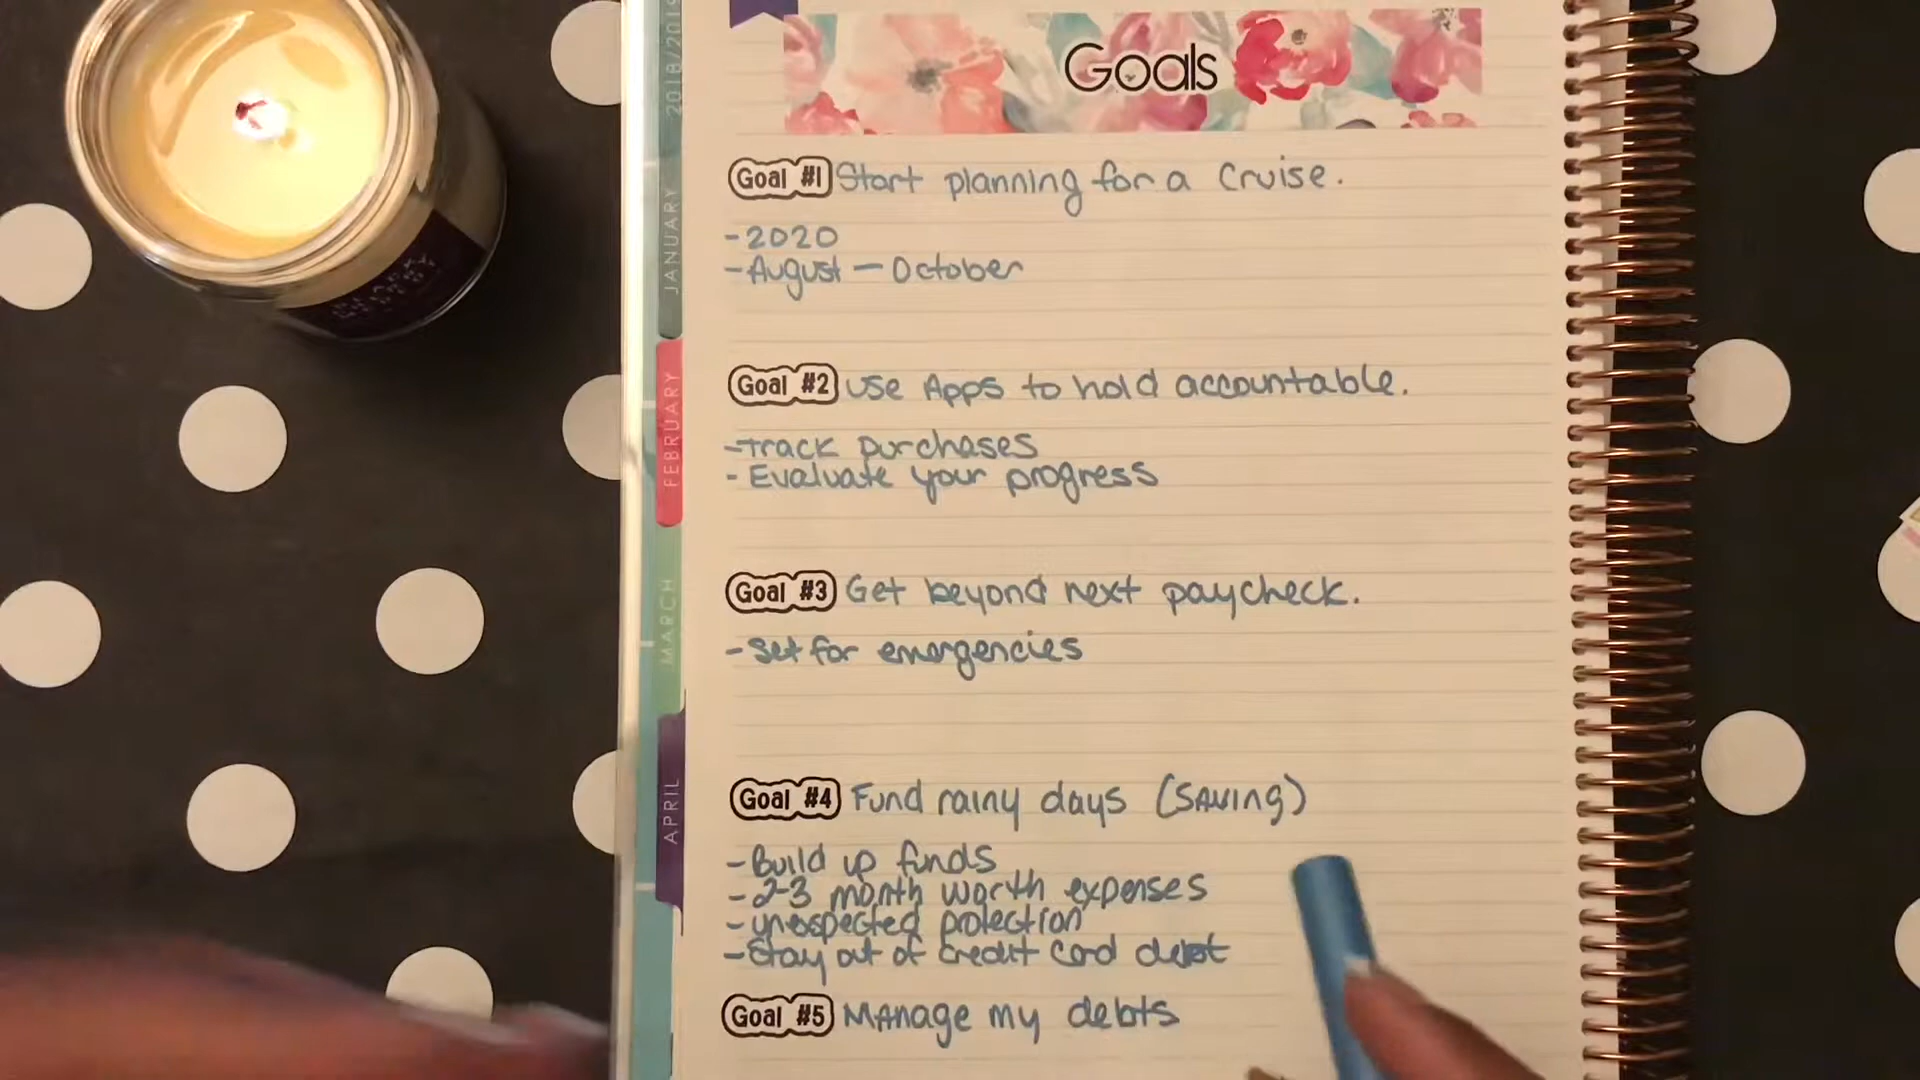 2018/2019
Goals
JANUARY
Goal #1 Start planning for a Cruise.
-2020
-August - October
FEBRUARY
Goal #2 Use Apps to hold accountable.
-Track purchases
- Evaluate your progress
MARCH
Goal #3 Get beyond next paycheck.
- Set for emergencies
APRIL
Goal #4 Fund rainy days (SAVING)
-Build up funds
- 2-3 month worth expenses
- unexspected protection
-Stay out of credit card debt
Goal #5 Manage my debts